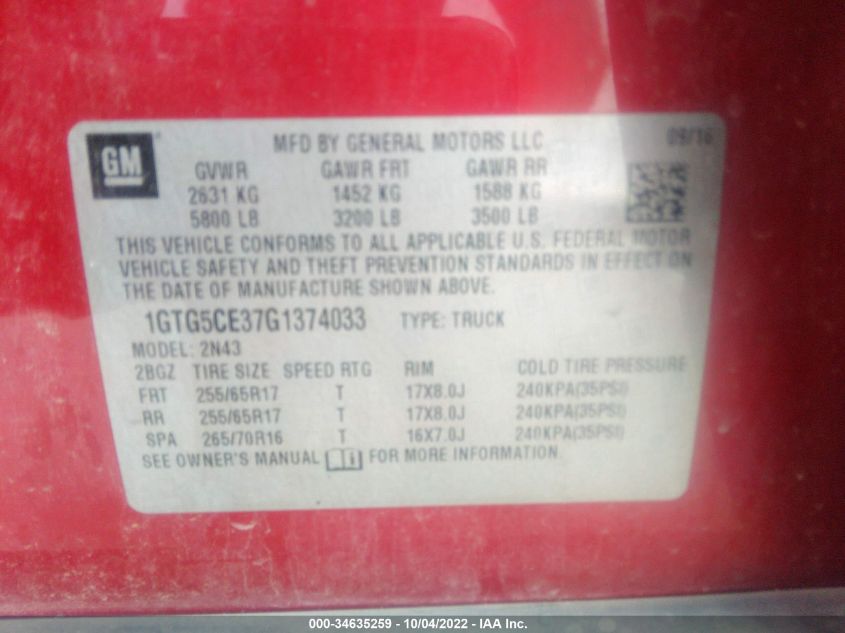 MFD BY GENERAL MOTORS LLC 09/16
GM
GVWR GAWR FRT GAWR RR
2631 KG 1452 KG 1588 KG
5800 LB 3200 LB 3500 LB
THIS VEHICLE CONFORMS TO ALL APPLICABLE U.S. FEDERAL MOTOR
VEHICLE SAFETY AND THEFT PREVENTION STANDARDS IN EFFECT ON
THE DATE OF MANUFACTURE SHOWN ABOVE.
1GTG5CE37G1374033 TYPE: TRUCK
MODEL: 2N43
2BGZ TIRE SIZE SPEED RTG RIM COLD TIRE PRESSURE
FRT 255/65R17 T 17X8.0J 240KPA(35PSI)
RR 255/65R17 T 17X8.0J 240KPA(35PSI)
SPA 265/70R16 T 16X7.0J 240KPA(35PSI)
SEE OWNER'S MANUAL i FOR MORE INFORMATION.
000-34635259 - 10/04/2022 - IAA Inc.